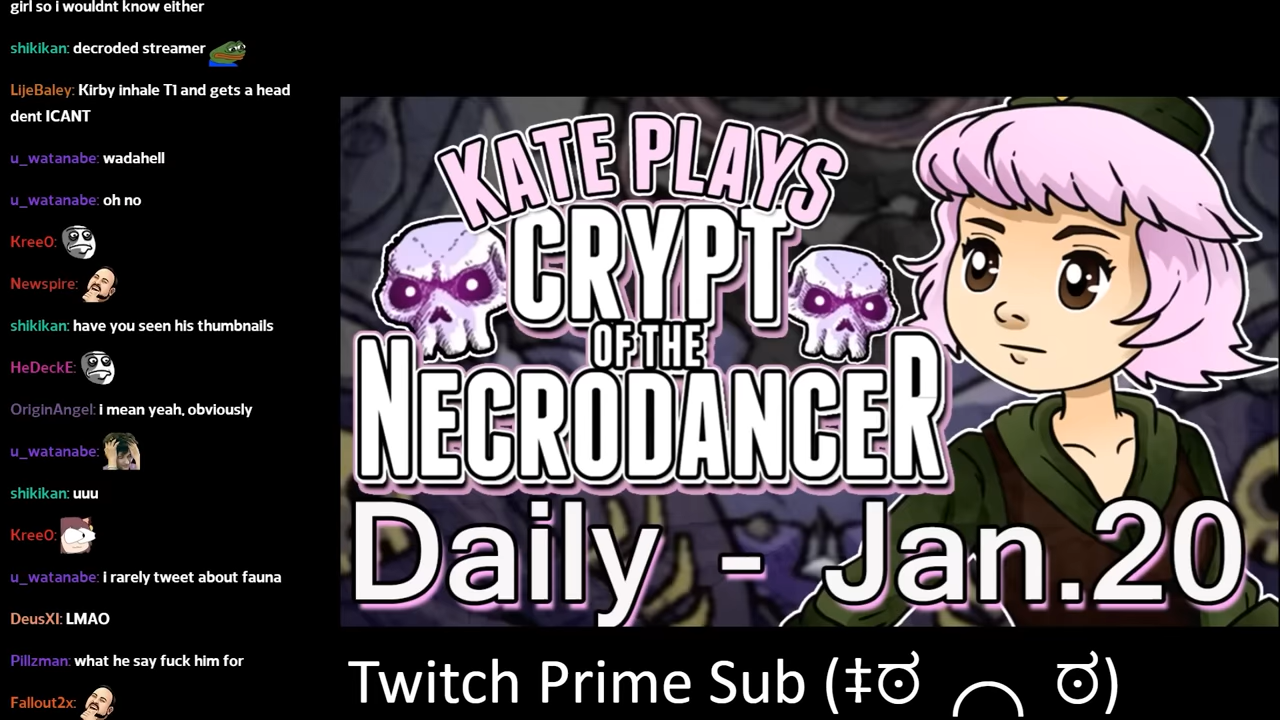 girl so i wouldnt know either
shikikan: decroded streamer
LijeBaley: Kirby inhale T1 and gets a head
dent ICANT
u_watanabe: wadahell
u_watanabe: oh no
KreeO:
Newspire:
shikikan: have you seen his thumbnails
HeDeckE:
OriginAngel: i mean yeah, obviously
u_watanabe:
shikikan: uuu
KreeO:
u_watanabe: i rarely tweet about fauna
DeusXI: LMAO
Pillzman: what he say fuck him for
Fallout2x:
KATE PLAYS
CRYPT
OF THE
NECRODANCER
Daily - Jan.20
Twitch Prime Sub (‡ಠ ︵ ಠ)